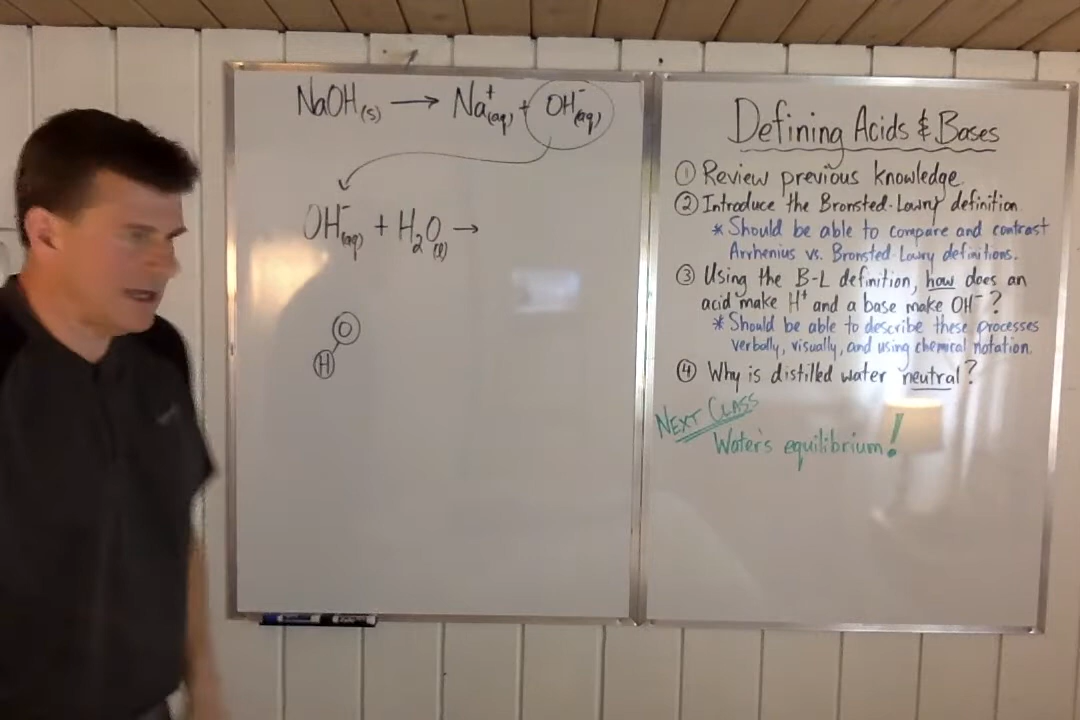 NaOH(s) → Na⁺(aq) + OH⁻(aq)
OH⁻(aq) + H₂O(l) →
O
H
Defining Acids & Bases
① Review previous knowledge.
② Introduce the Bronsted-Lowry definition
* Should be able to compare and contrast
Arrhenius vs. Bronsted-Lowry definitions.
③ Using the B-L definition, how does an
acid make H⁺ and a base make OH⁻?
* Should be able to describe these processes
verbally, visually, and using chemical notation.
④ Why is distilled water neutral?
NEXT CLASS
Water's equilibrium!